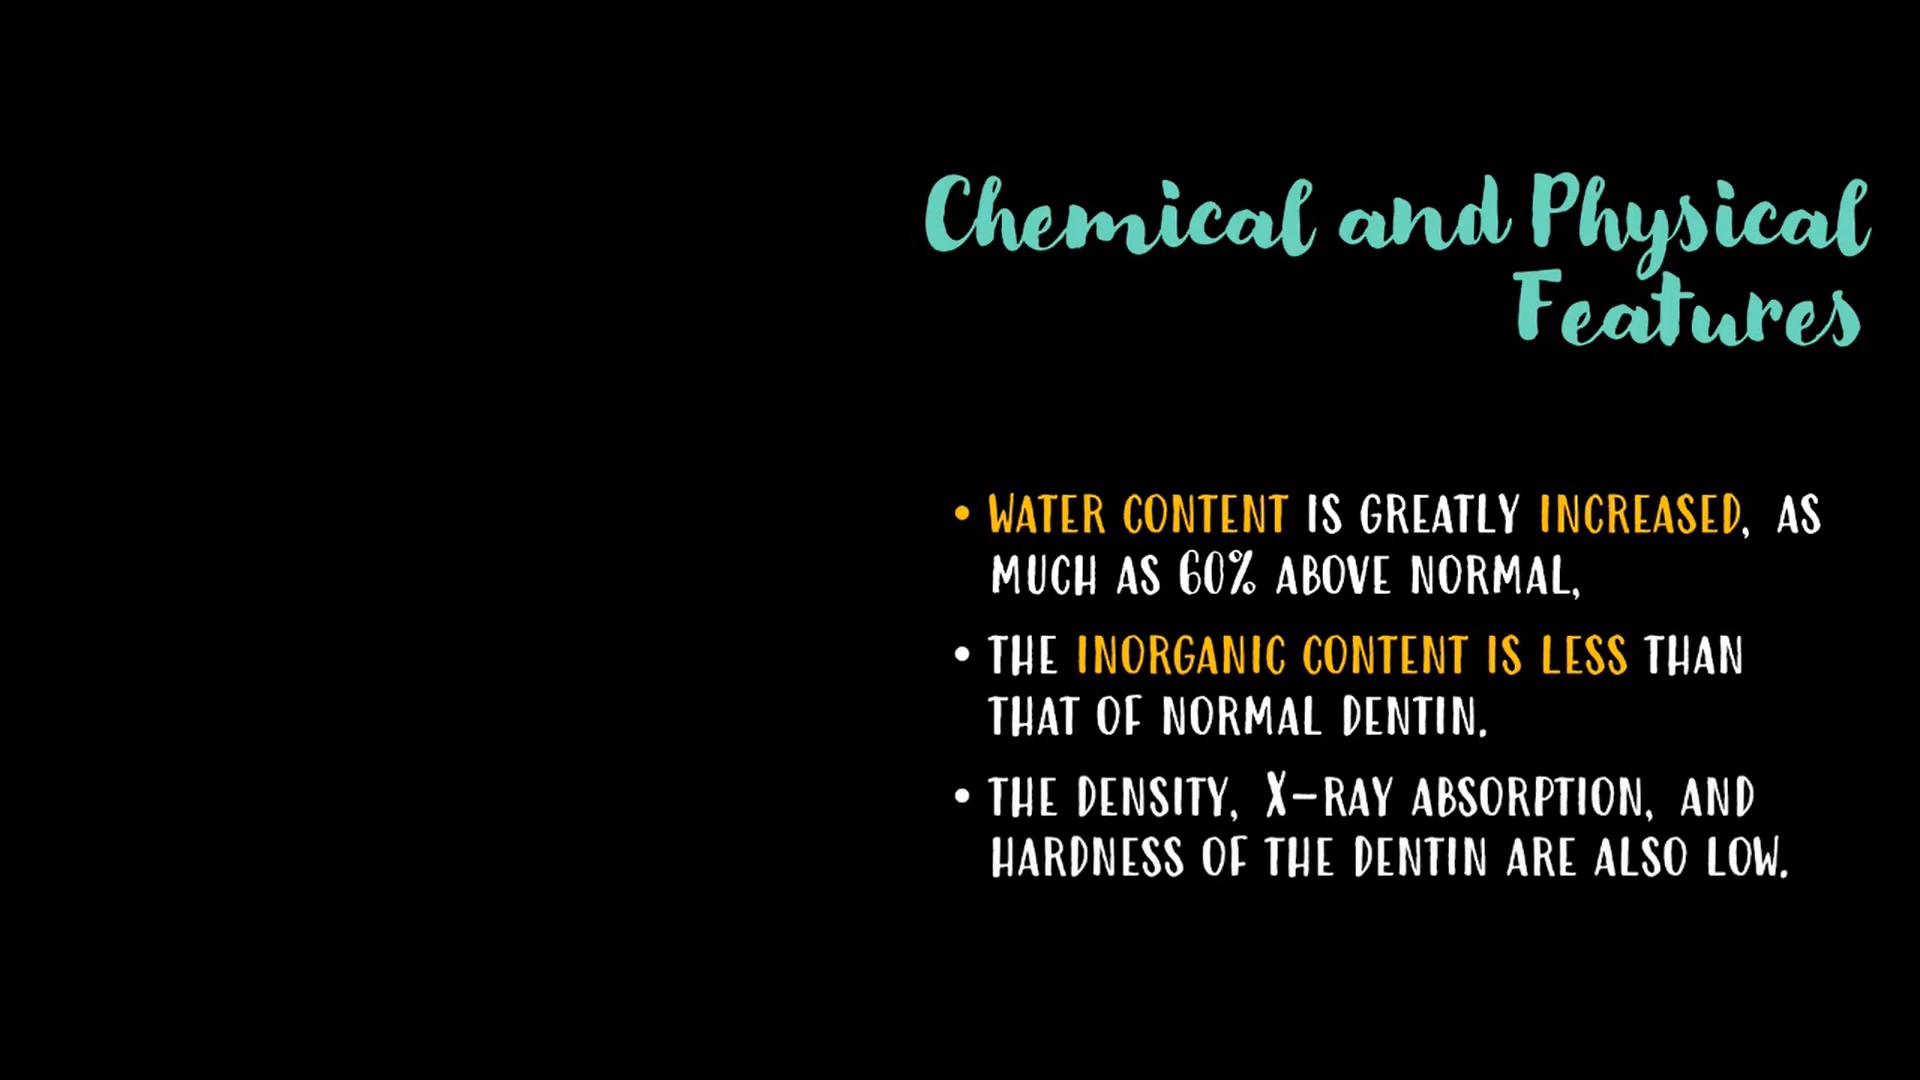 Chemical and Physical
Features
• WATER CONTENT IS GREATLY INCREASED, AS
MUCH AS 60% ABOVE NORMAL,
• THE INORGANIC CONTENT IS LESS THAN
THAT OF NORMAL DENTIN.
• THE DENSITY, X-RAY ABSORPTION, AND
HARDNESS OF THE DENTIN ARE ALSO LOW.